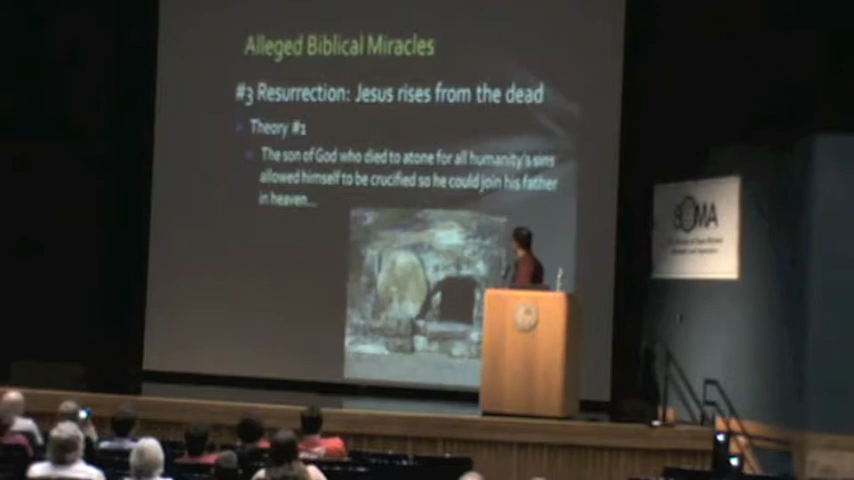 Alleged Biblical Miracles
#3 Resurrection: Jesus rises from the dead
Theory #1
The son of God who died to atone for all humanity's sins
allowed himself to be crucified so he could join his father
in heaven...
SOMA